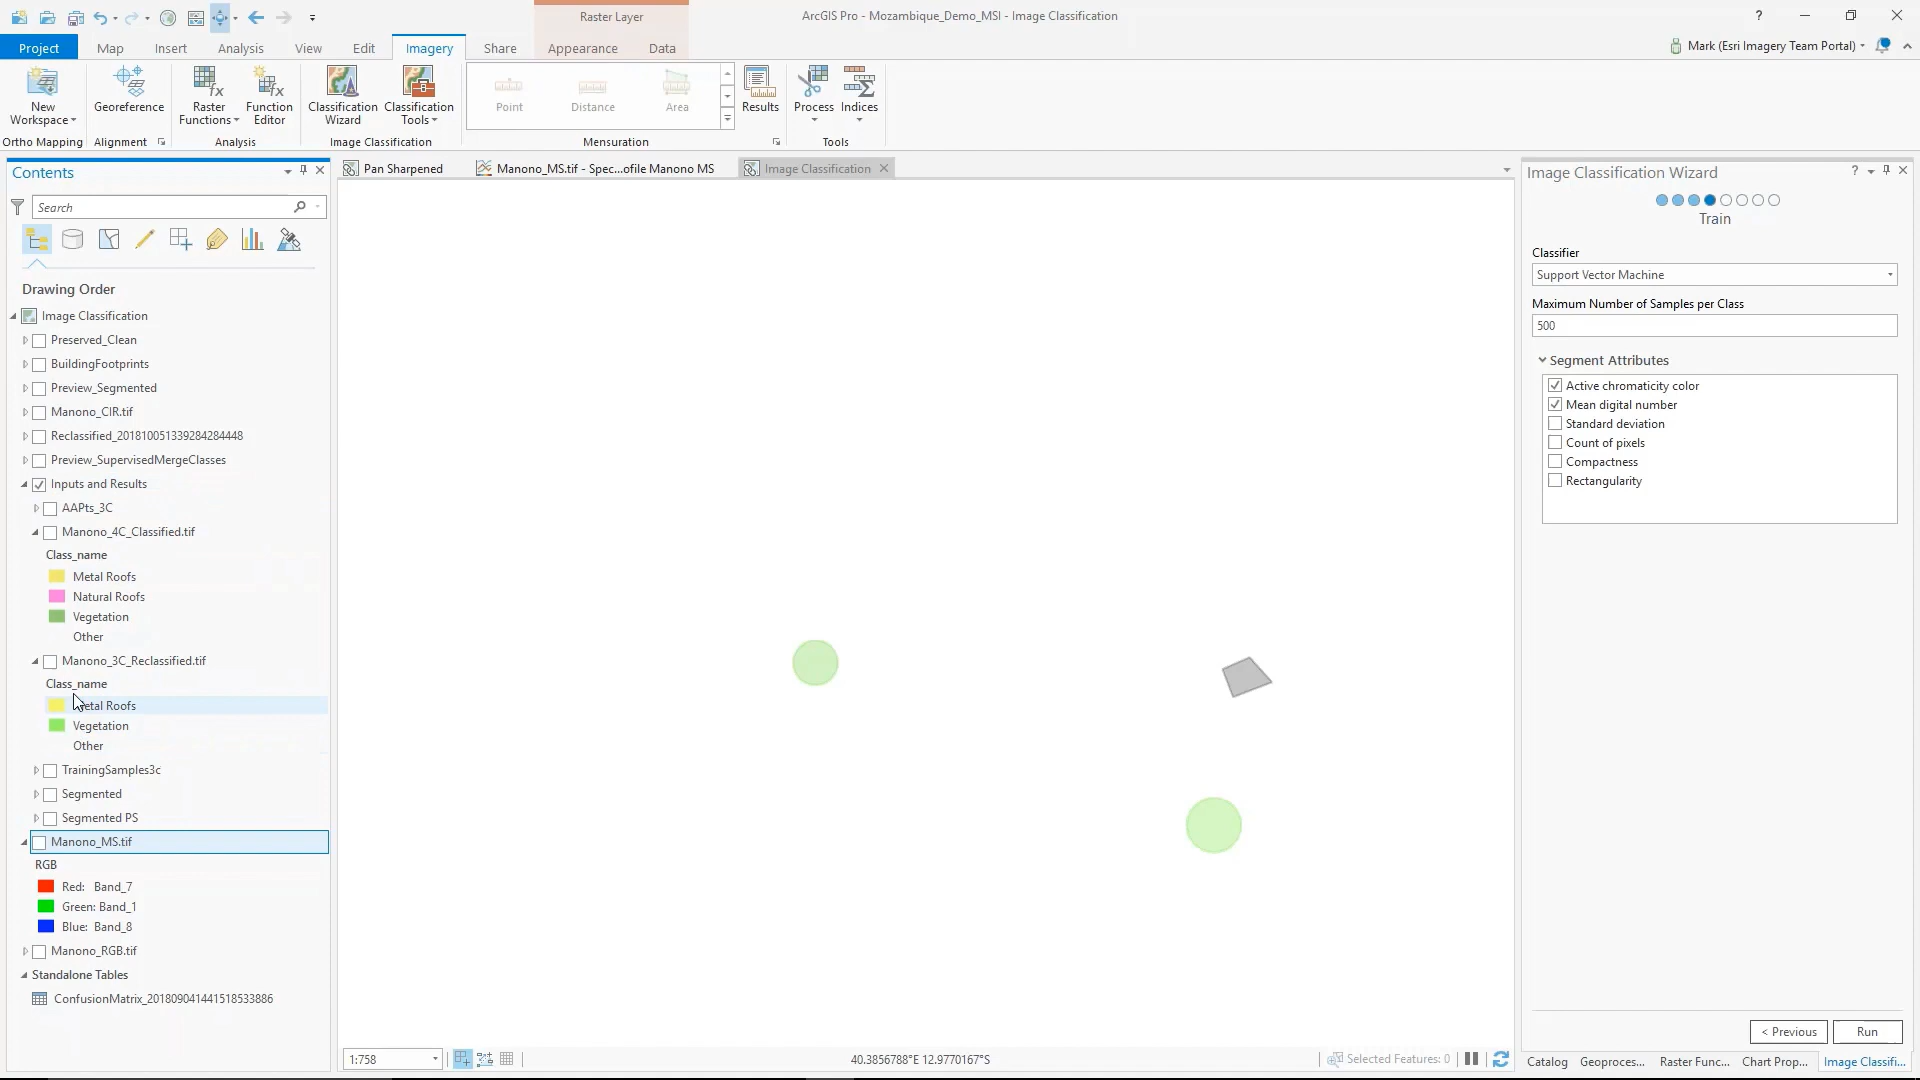 Raster Layer
ArcGIS Pro - Mozambique_Demo_MSI - Image Classification
Project
Map
Insert
Analysis
View
Edit
Imagery
Share
Appearance
Data
Mark (Esri Imagery Team Portal)
New
Workspace
Georeference
Raster
Functions
Function
Editor
Classification
Wizard
Classification
Tools
Point
Distance
Area
Results
Process
Indices
Ortho Mapping
Alignment
Analysis
Image Classification
Mensuration
Tools
Contents
Search
Drawing Order
Image Classification
Preserved_Clean
BuildingFootprints
Preview_Segmented
Manono_CIR.tif
Reclassified_201810051339284284448
Preview_SupervisedMergeClasses
Inputs and Results
AAPts_3C
Manono_4C_Classified.tif
Class_name
Metal Roofs
Natural Roofs
Vegetation
Other
Manono_3C_Reclassified.tif
Class_name
etal Roofs
Vegetation
Other
TrainingSamples3c
Segmented
Segmented PS
Manono_MS.tif
RGB
Red: Band_7
Green: Band_1
Blue: Band_8
Manono_RGB.tif
Standalone Tables
ConfusionMatrix_201809041441518533886
Pan Sharpened
Manono_MS.tif - Spec...ofile Manono MS
Image Classification
1:758
40.3856788°E 12.9770167°S
Selected Features: 0
Image Classification Wizard
Train
Classifier
Support Vector Machine
Maximum Number of Samples per Class
500
Segment Attributes
Active chromaticity color
Mean digital number
Standard deviation
Count of pixels
Compactness
Rectangularity
< Previous
Run
Catalog
Geoproces...
Raster Func...
Chart Prop...
Image Classifi...